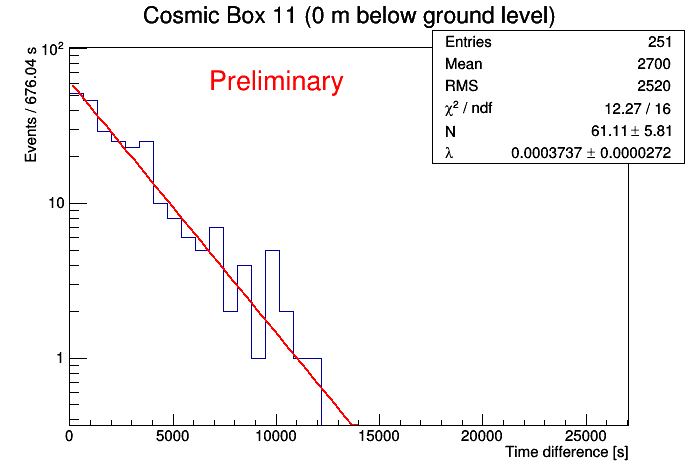 Cosmic Box 11 (0 m below ground level)
Entries 251
Mean 2700
RMS 2520
χ² / ndf 12.27 / 16
N 61.11 ± 5.81
λ 0.0003737 ± 0.0000272
Preliminary
Events / 676.04 s
10²
10
1
0 5000 10000 15000 20000 25000
Time difference [s]